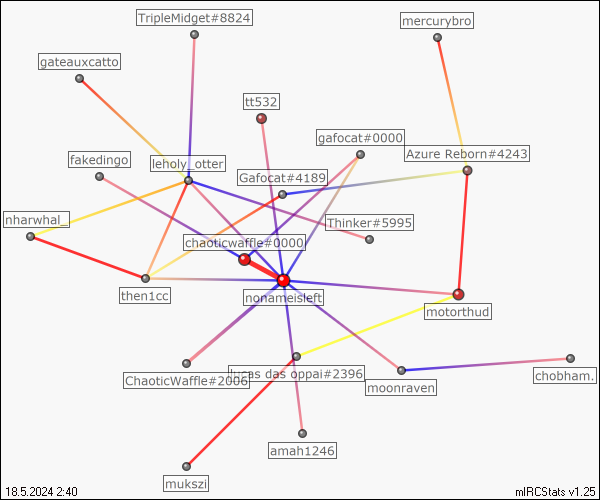 TripleMidget#8824
mercurybro
gateauxcatto
tt532
gafocat#0000
fakedingo
leholy_otter
Azure Reborn#4243
Gafocat#4189
nharwhal_
Thinker#5995
chaoticwaffle#0000
then1cc
nonameisleft
motorthud
ChaoticWaffle#2006
lucas das oppai#2396
moonraven
chobham.
amah1246
mukszi
18.5.2024 2:40
mIRCStats v1.25